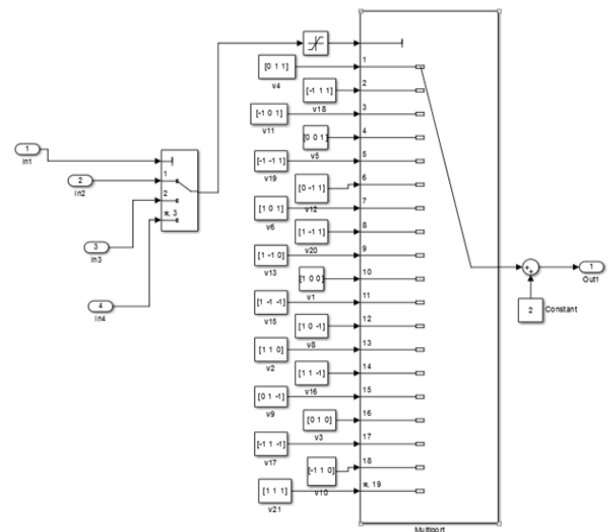 1
[0 1 1]
v4
1
[-1 1 1]
v18
2
[-1 0 1]
v11
3
[0 0 1]
v5
4
1
In1
[-1 -1 1]
v19
5
2
In2
1
[0 -1 1]
v12
6
2
[1 0 1]
v6
7
*, 3
[1 -1 1]
v20
8
3
In3
[1 -1 0]
v13
9
[1 0 0]
v1
10
1
Out1
4
In4
[1 -1 -1]
v15
11
2
Constant
[1 0 -1]
v8
12
[1 1 0]
v2
13
[1 1 -1]
v16
14
[1 1 -1]
v9
15
[0 1 0]
v3
16
[-1 1 -1]
v17
17
[-1 1 0]
v10
18
[1 1 1]
v21
*, 19
Multiport